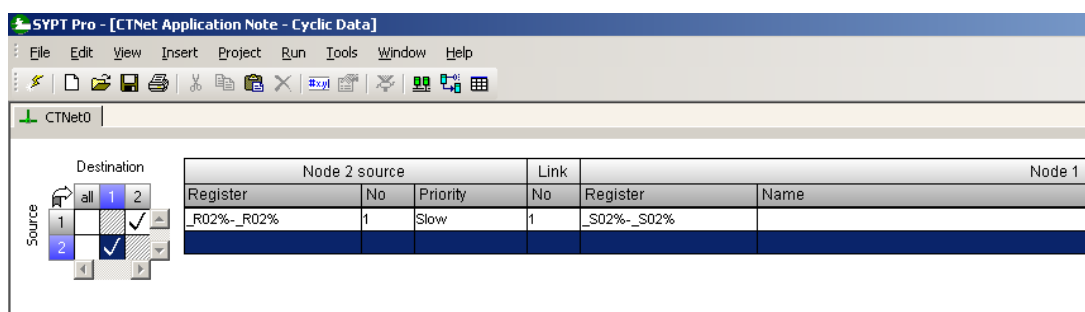 SYPT Pro - [CTNet Application Note - Cyclic Data]
File Edit View Insert Project Run Tools Window Help
#xy
CTNet0
Destination
Node 2 source Link Node 1
all 1 2 Register No Priority No Register Name
Source
1 _R02%-_R02% 1 Slow 1 _S02%-_S02%
2